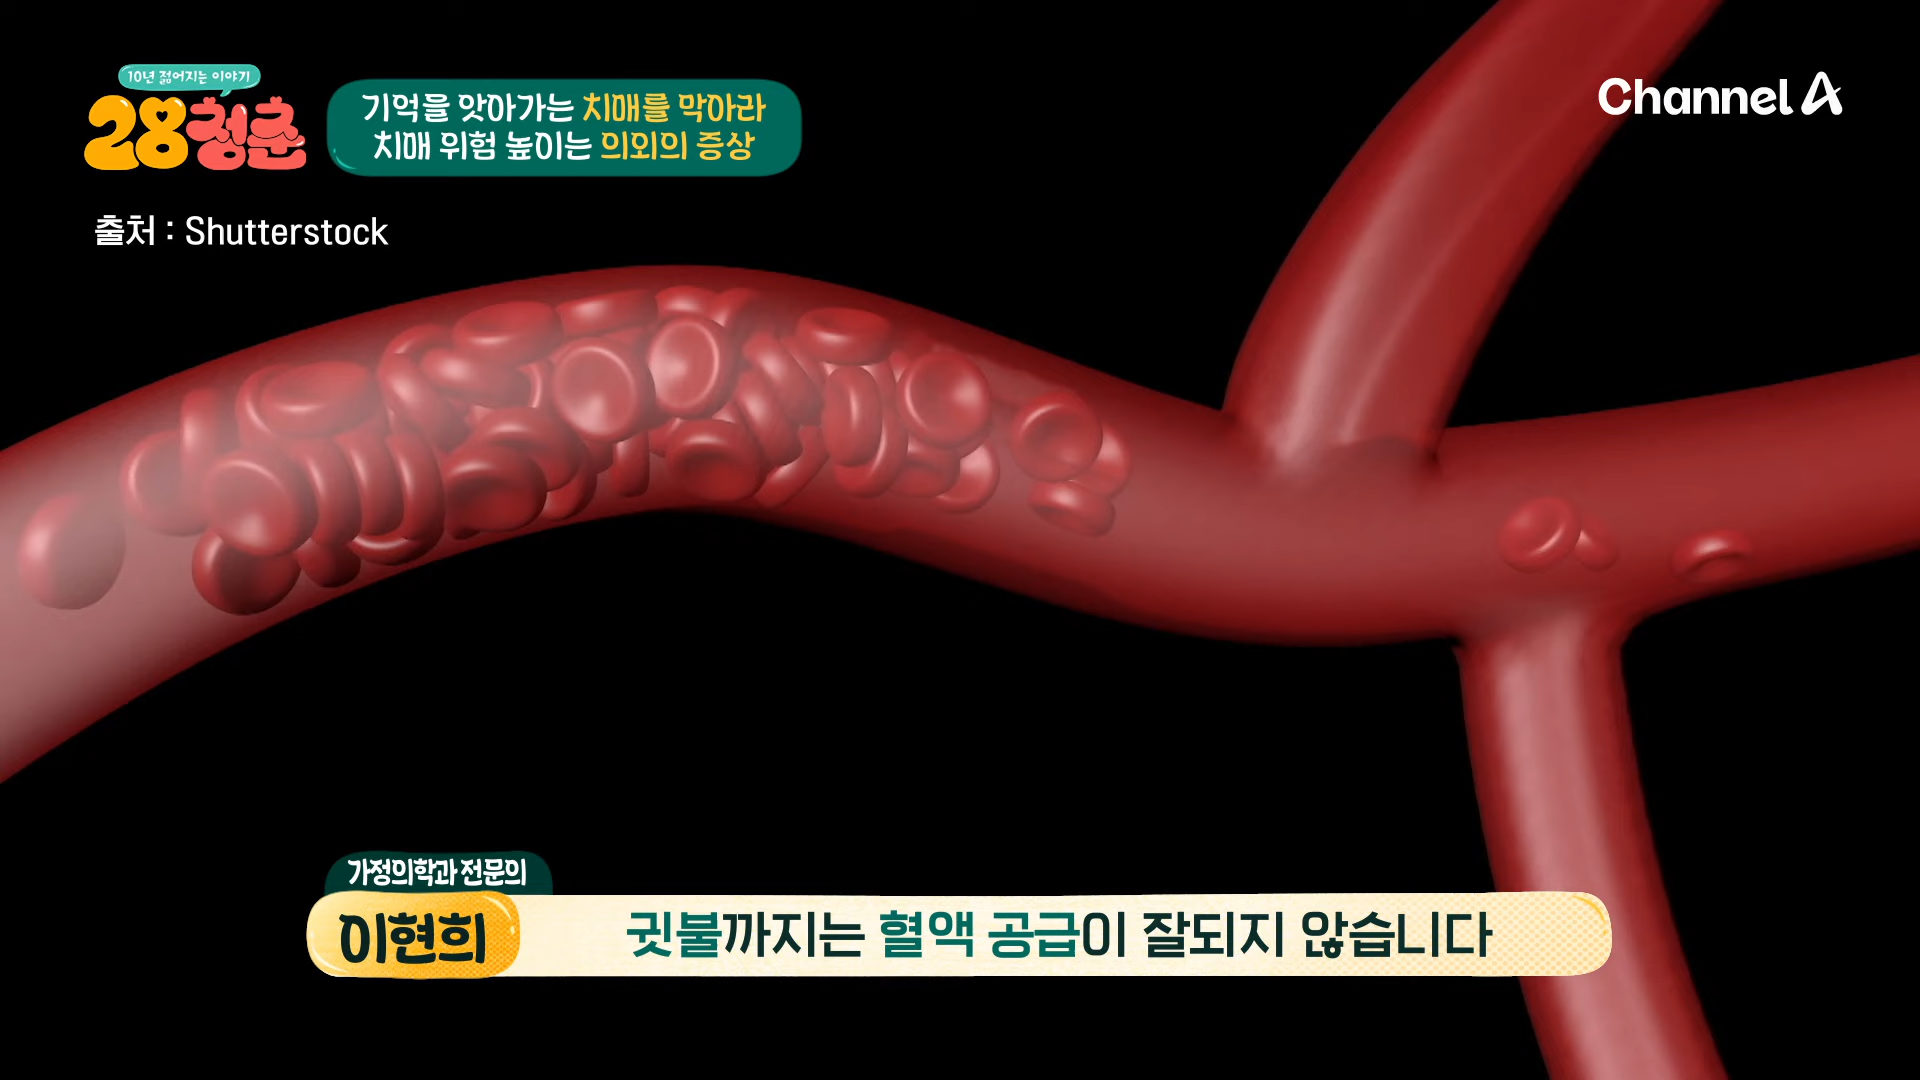 10년 젊어지는 이야기
28청춘
기억을 앗아가는 치매를 막아라
치매 위험 높이는 의외의 증상
Channel A
출처 : Shutterstock
가정의학과 전문의
이현희
귓불까지는 혈액 공급이 잘되지 않습니다